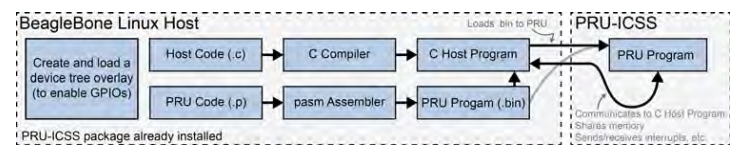 BeagleBone Linux Host
PRU-ICSS
Loads .bin to PRU
Create and load a
device tree overlay
(to enable GPIOs)
Host Code (.c)
C Compiler
C Host Program
PRU Program
PRU Code (.p)
pasm Assembler
PRU Progam (.bin)
Communicates to C Host Program
Shares memory
Sends/receives interrupts, etc.
PRU-ICSS package already installed